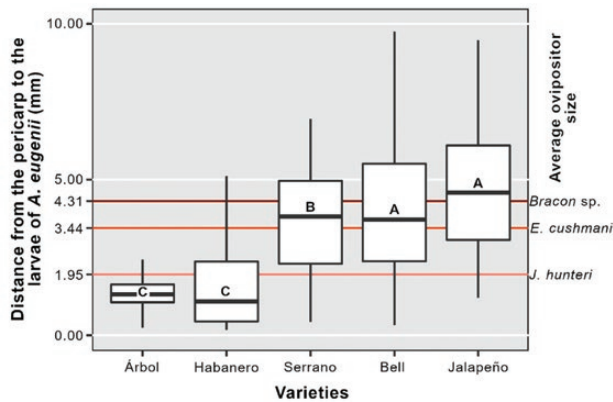 Distance from the pericarp to the
larvae of A. eugenii (mm)
10.00
5.00
4.31
3.44
1.95
0.00
C
C
B
A
A
Árbol
Habanero
Serrano
Bell
Jalapeño
Varieties
Average ovipositor
size
Bracon sp.
E. cushmani
J. hunteri